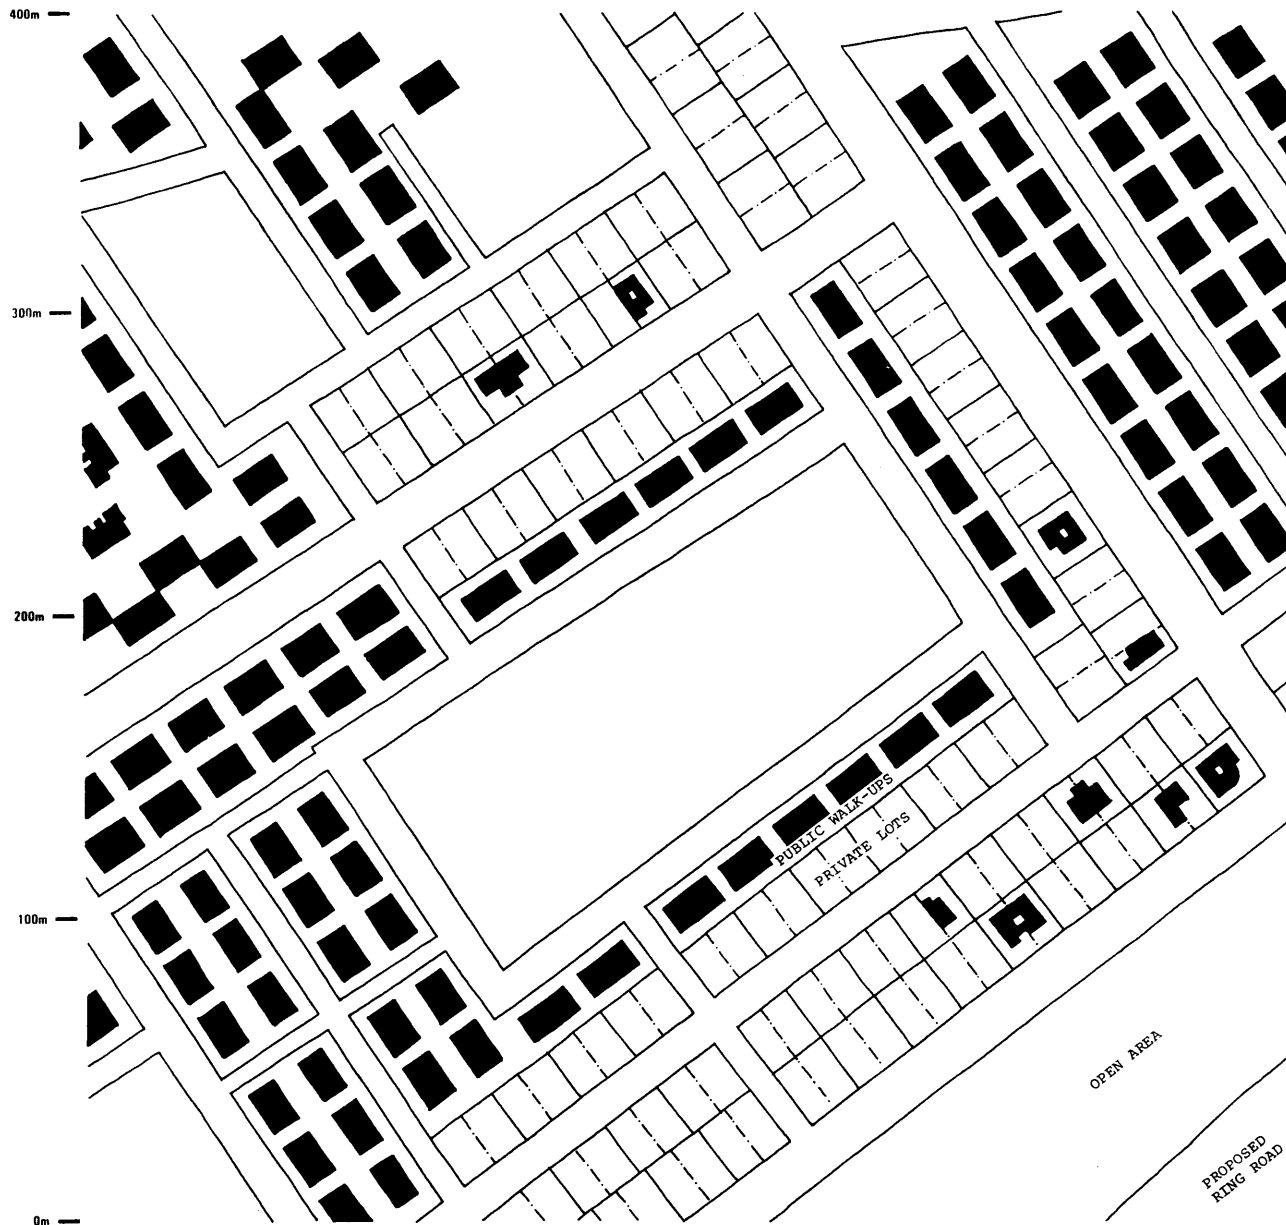 400m
300m
200m
100m
0m
PUBLIC WALK-UPS
PRIVATE LOTS
OPEN AREA
PROPOSED
RING ROAD